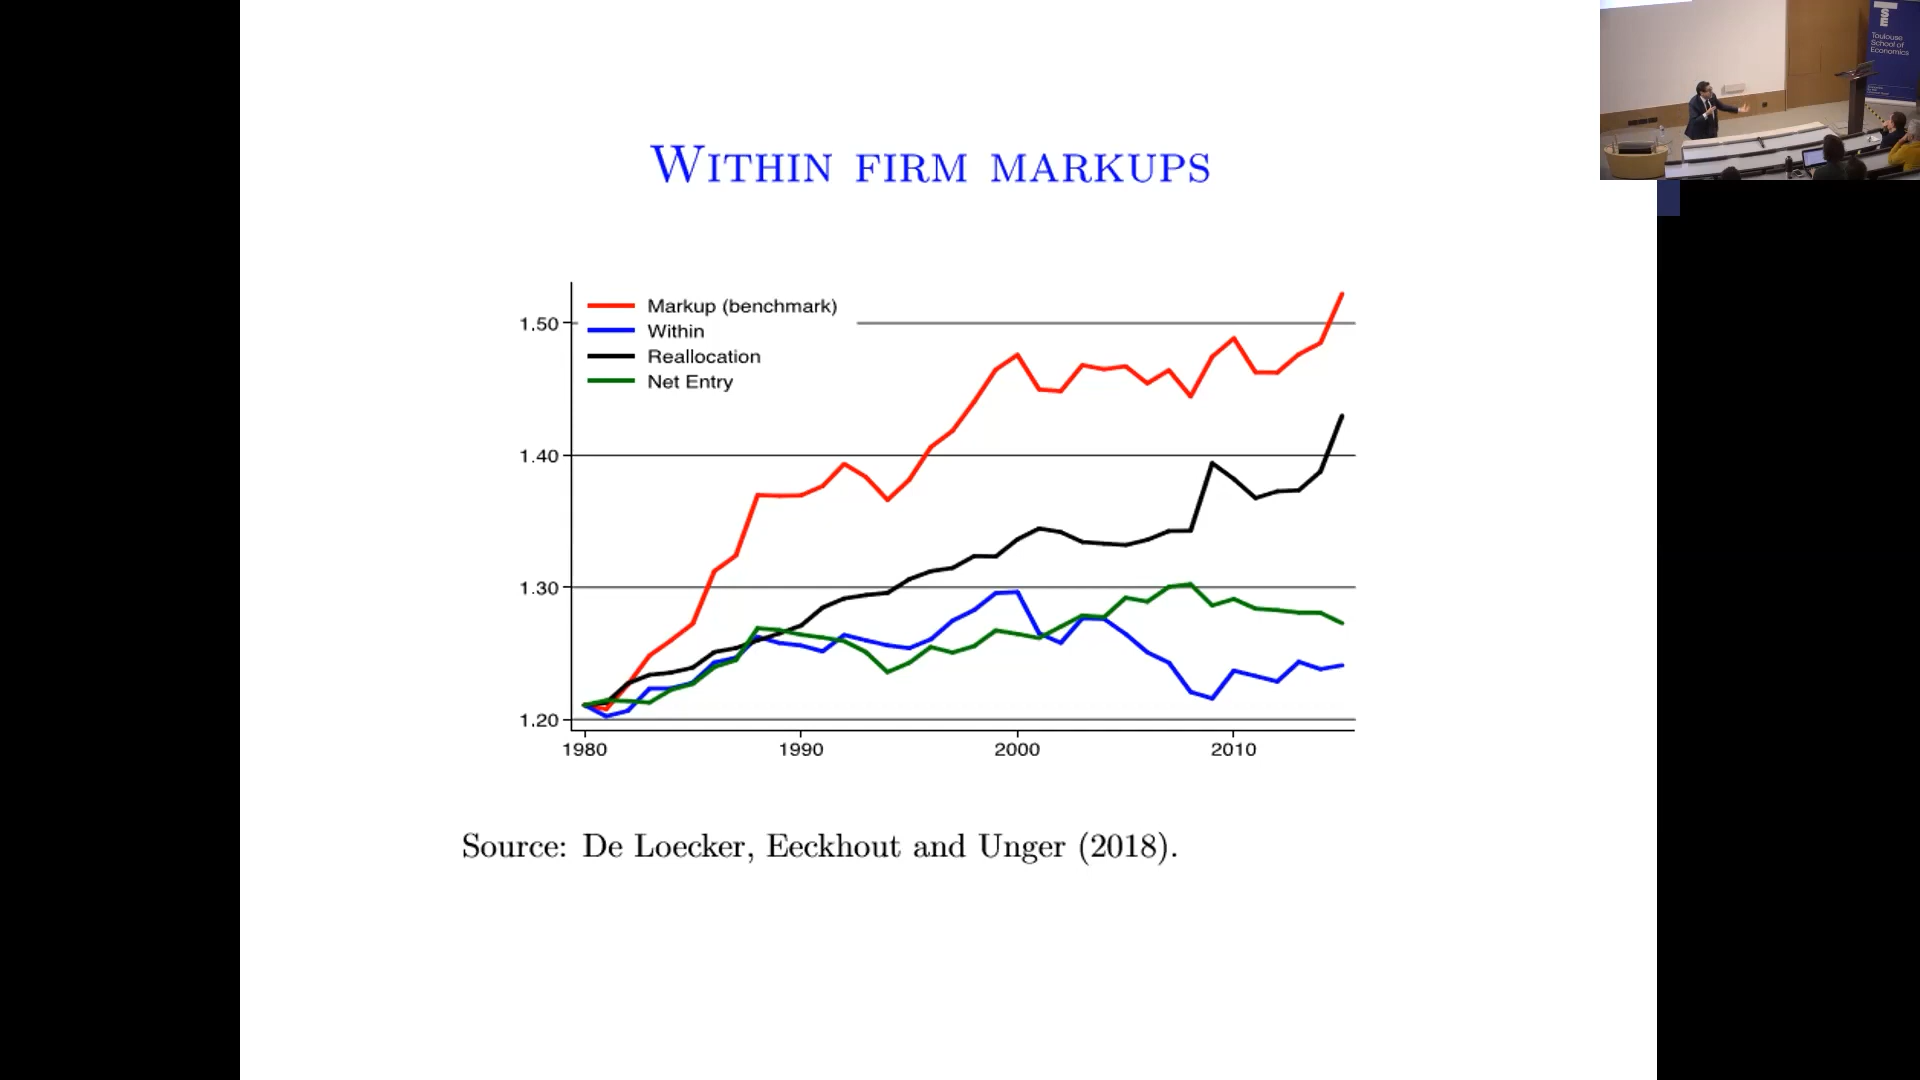 WITHIN FIRM MARKUPS
Markup (benchmark)
Within
Reallocation
Net Entry
1.50
1.40
1.30
1.20
1980 1990 2000 2010
Source: De Loecker, Eeckhout and Unger (2018).
TSE
Toulouse
School of
Economics